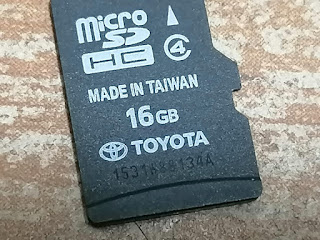 micro
SD
HC 4
MADE IN TAIWAN
16GB
TOYOTA